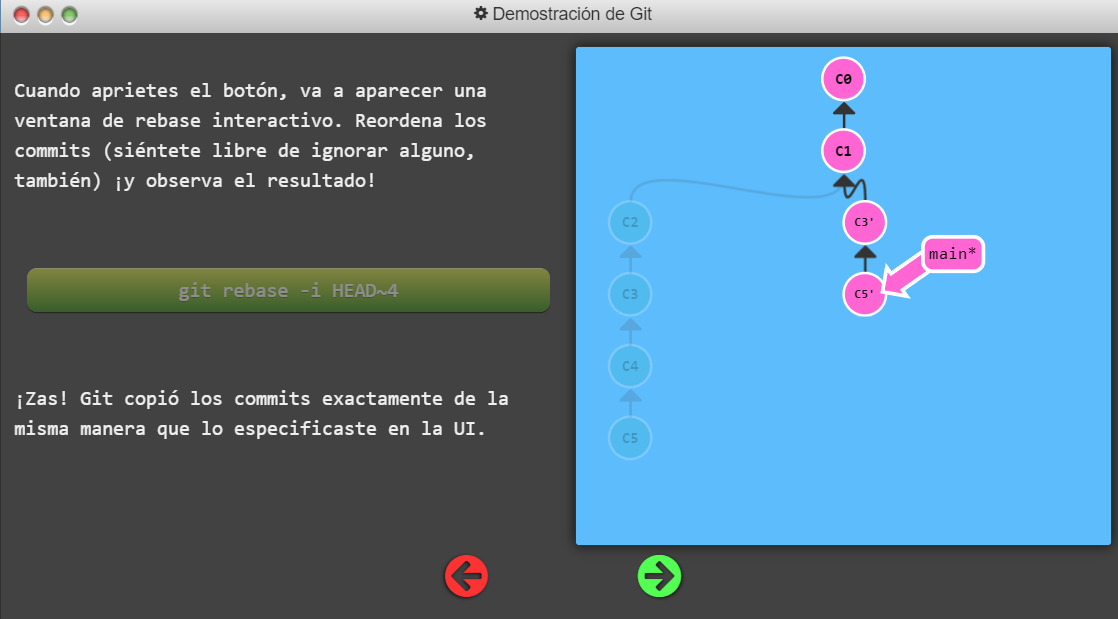 Demostración de Git
Cuando aprietes el botón, va a aparecer una
ventana de rebase interactivo. Reordena los
commits (siéntete libre de ignorar alguno,
también) ¡y observa el resultado!
git rebase -i HEAD~4
¡Zas! Git copió los commits exactamente de la
misma manera que lo especificaste en la UI.
C0
C1
C2
C3'
main*
C3
C5'
C4
C5